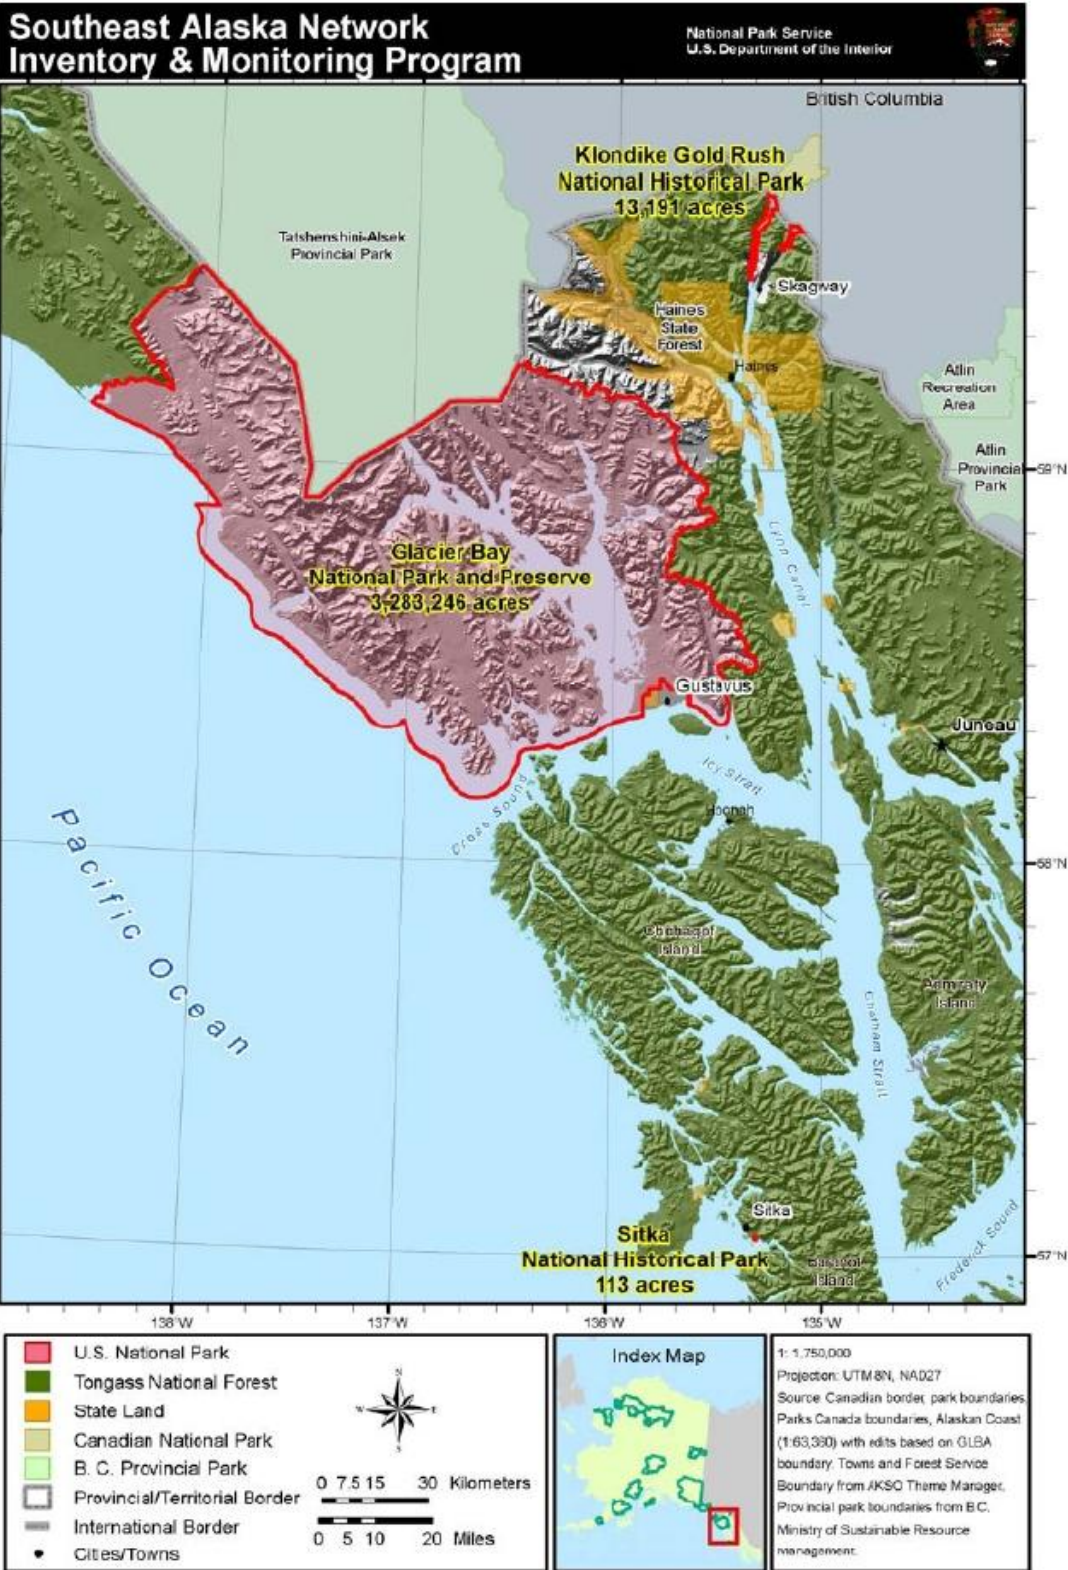 Southeast Alaska Network
Inventory & Monitoring Program
National Park Service
U.S. Department of the Interior
British Columbia
Klondike Gold Rush
National Historical Park
13,191 acres
Tatshenshini-Alsek
Provincial Park
Skagway
Haines
State
Forest
Haines
Atlin
Recreation
Area
Atlin
Provincial
Park
59°N
Lynn Canal
Glacier Bay
National Park and Preserve
3,283,246 acres
Gustavus
Juneau
Icy Strait
Cross Sound
Hoonah
Pacific Ocean
58°N
Chichagof
Island
Admiralty
Island
Chatham Strait
Sitka
Sitka
National Historical Park
113 acres
Baranof
Island
Frederick Sound
57°N
138°W
137°W
136°W
135°W
U.S. National Park
Tongass National Forest
State Land
Canadian National Park
B. C. Provincial Park
Provincial/Territorial Border
International Border
Cities/Towns
N
W
E
S
0 7.5 15 30 Kilometers
0 5 10 20 Miles
Index Map
1: 1,750,000
Projection: UTM 8N, NAD27
Source: Canadian border, park boundaries,
Parks Canada boundaries, Alaskan Coast
(1:63,360) with edits based on GLBA
boundary. Towns and Forest Service
Boundary from AKSO Theme Manager,
Provincial park boundaries from B.C.
Ministry of Sustainable Resource
management.